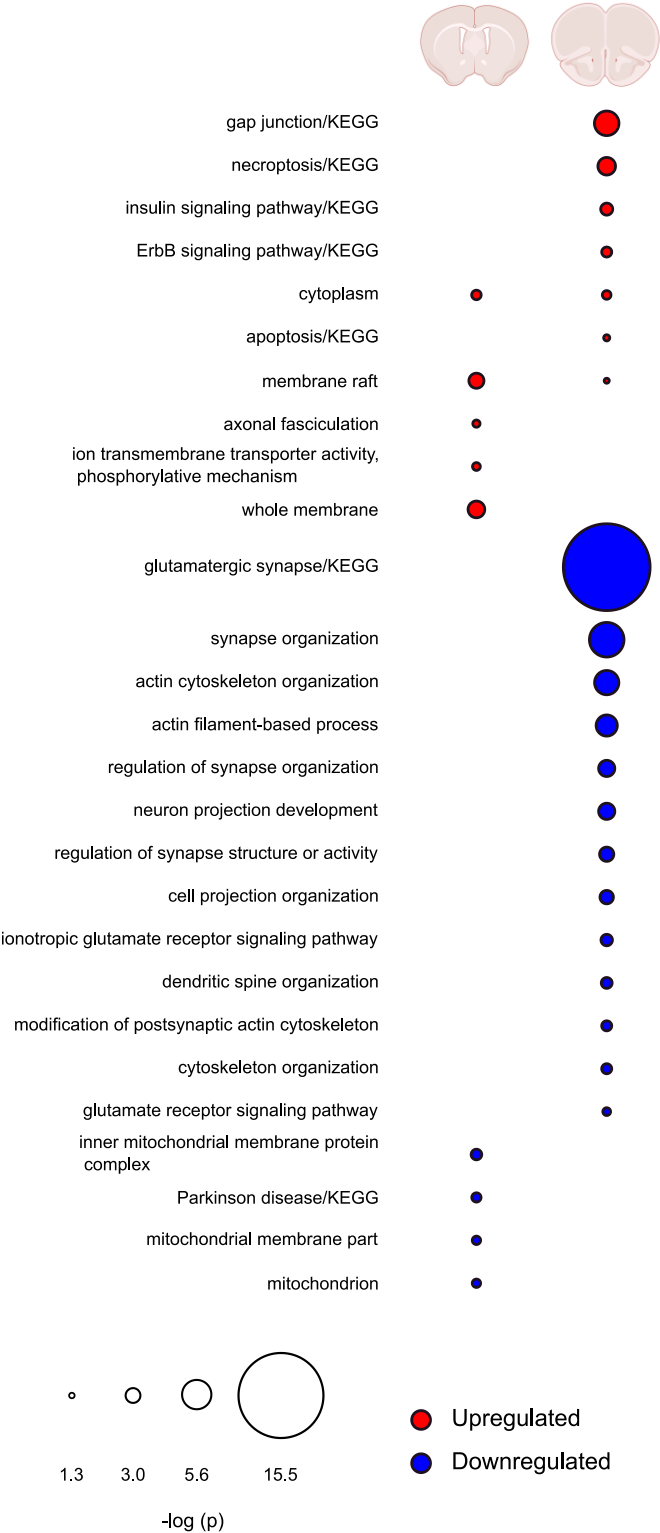 gap junction/KEGG
necroptosis/KEGG
insulin signaling pathway/KEGG
ErbB signaling pathway/KEGG
cytoplasm
apoptosis/KEGG
membrane raft
axonal fasciculation
ion transmembrane transporter activity,
phosphorylative mechanism
whole membrane
glutamatergic synapse/KEGG
synapse organization
actin cytoskeleton organization
actin filament-based process
regulation of synapse organization
neuron projection development
regulation of synapse structure or activity
cell projection organization
ionotropic glutamate receptor signaling pathway
dendritic spine organization
modification of postsynaptic actin cytoskeleton
cytoskeleton organization
glutamate receptor signaling pathway
inner mitochondrial membrane protein
complex
Parkinson disease/KEGG
mitochondrial membrane part
mitochondrion
Upregulated
Downregulated
1.3 3.0 5.6 15.5
-log (p)